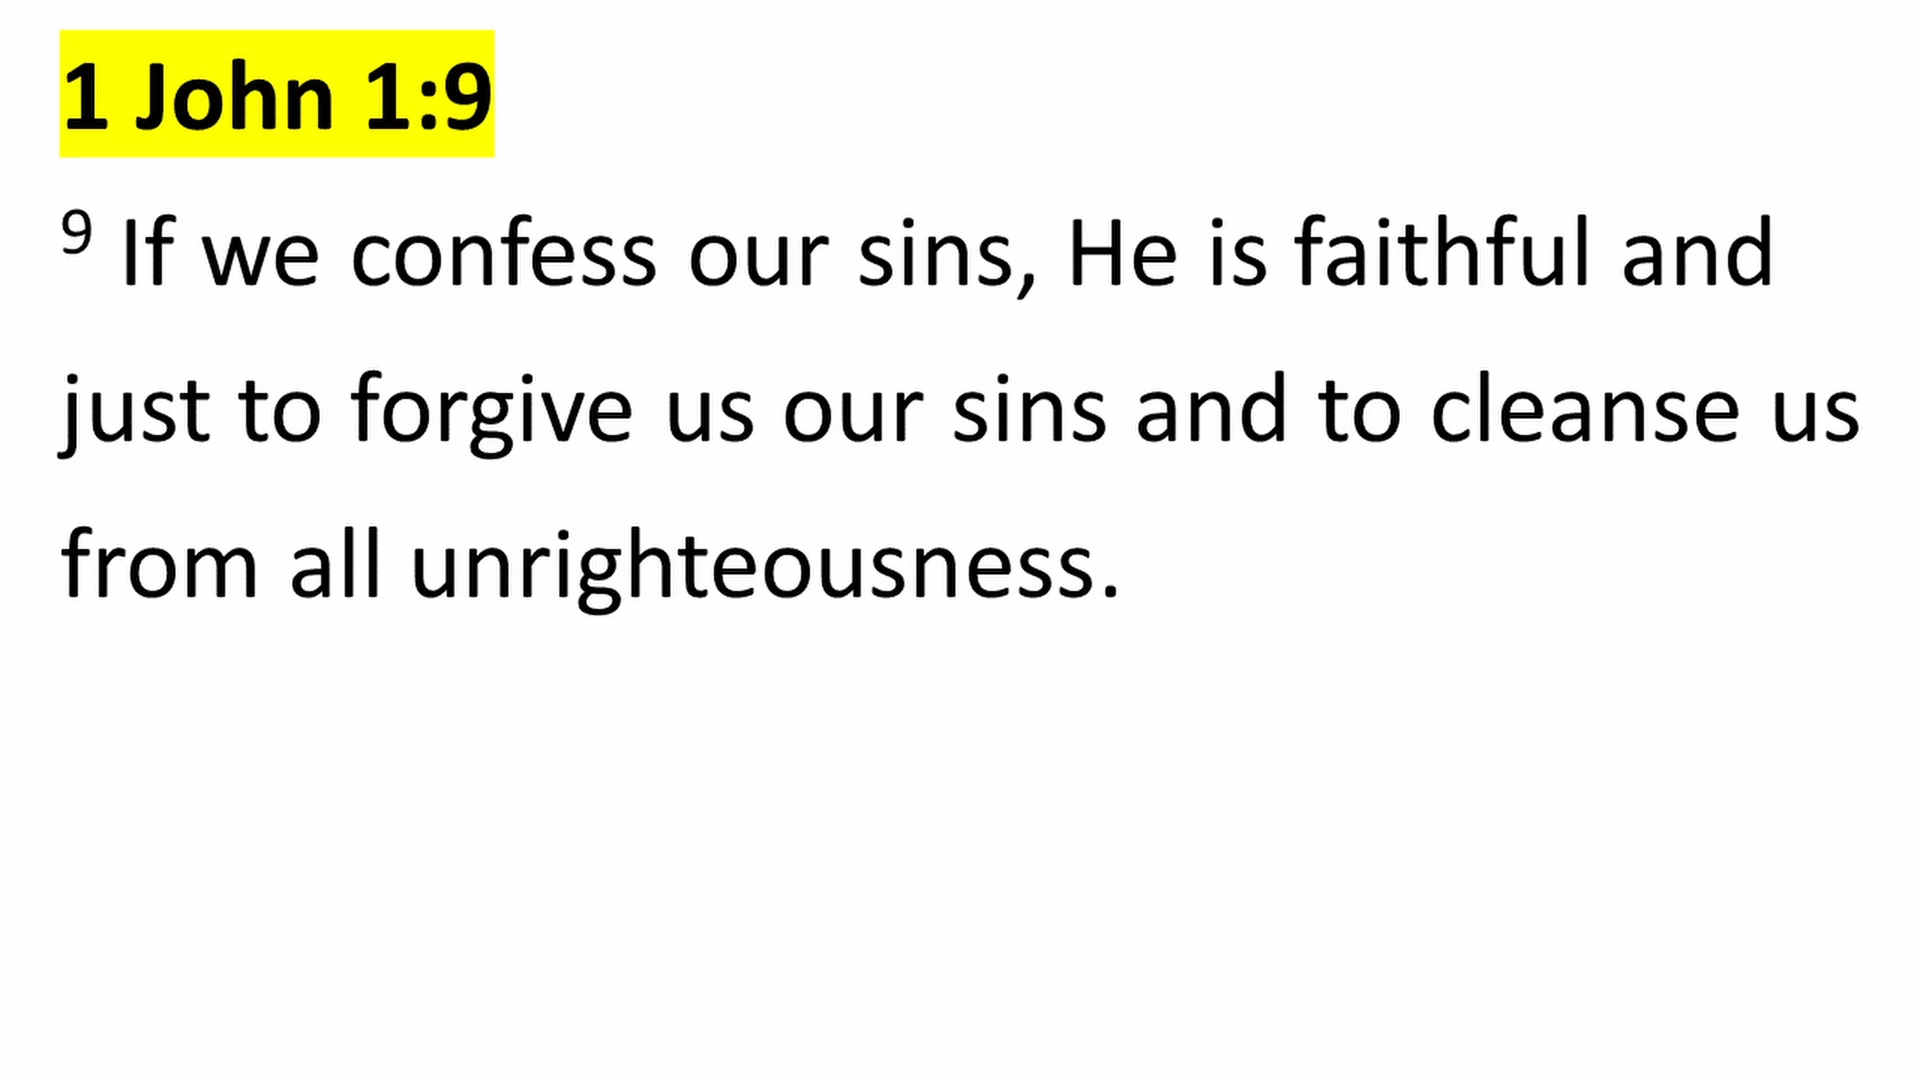 1 John 1:9
9 If we confess our sins, He is faithful and
just to forgive us our sins and to cleanse us
from all unrighteousness.